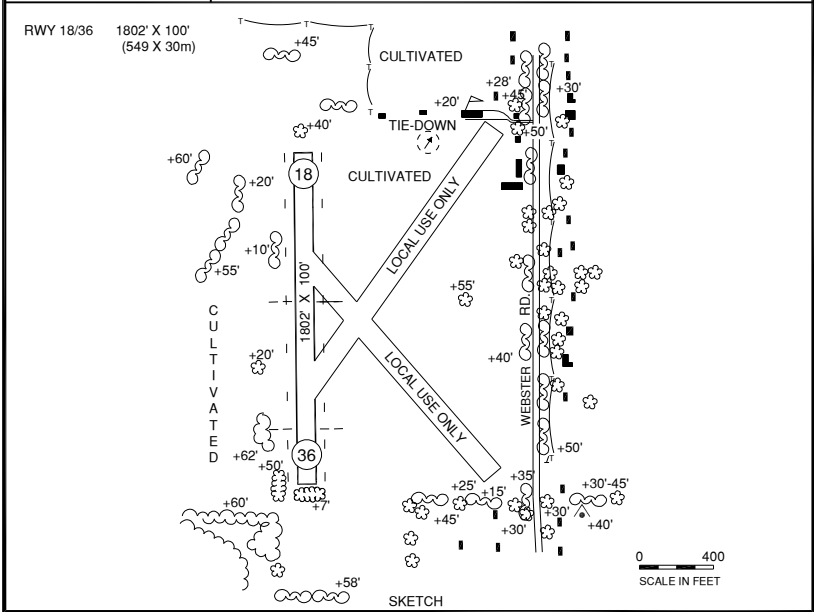 RWY 18/36 1802' X 100'
(549 X 30m)
+45'
CULTIVATED
+28'
+45'
+30'
+20'
+50'
TIE-DOWN
+40'
+60'
18
CULTIVATED
+20'
LOCAL USE ONLY
+10'
+55'
1802' X 100'
+55'
CULTIVATED
WEBSTER RD.
+20'
+40'
LOCAL USE ONLY
+62'
36
+50'
+50'
+7'
+60'
+25'
+15'
+35'
+30'-45'
+45'
+30'
+30'
+40'
0 400
SCALE IN FEET
+58'
SKETCH
T
T
T
T
T
T
T
T
T
T